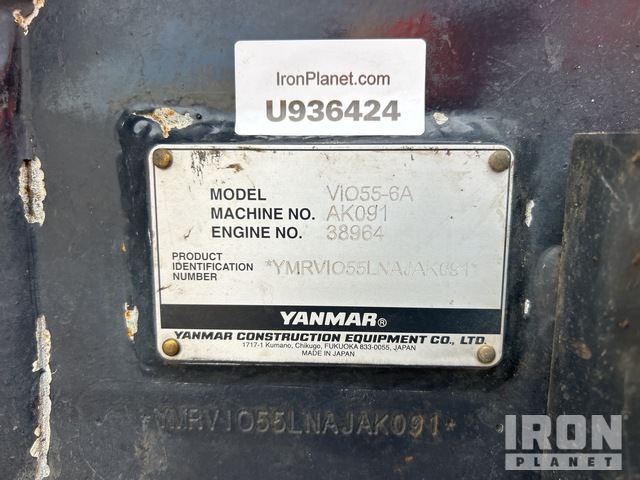 IronPlanet.com
U936424
MODEL ViO55-6A
MACHINE NO. AK091
ENGINE NO. 38964
PRODUCT
IDENTIFICATION *YMRVIO55LNAJAK091*
NUMBER
YANMAR®
YANMAR CONSTRUCTION EQUIPMENT CO., LTD.
1717-1 Kumano, Chikugo, FUKUOKA 833-0055, JAPAN
MADE IN JAPAN
*YMRVIO55LNAJAK091*
IRON
PLANET